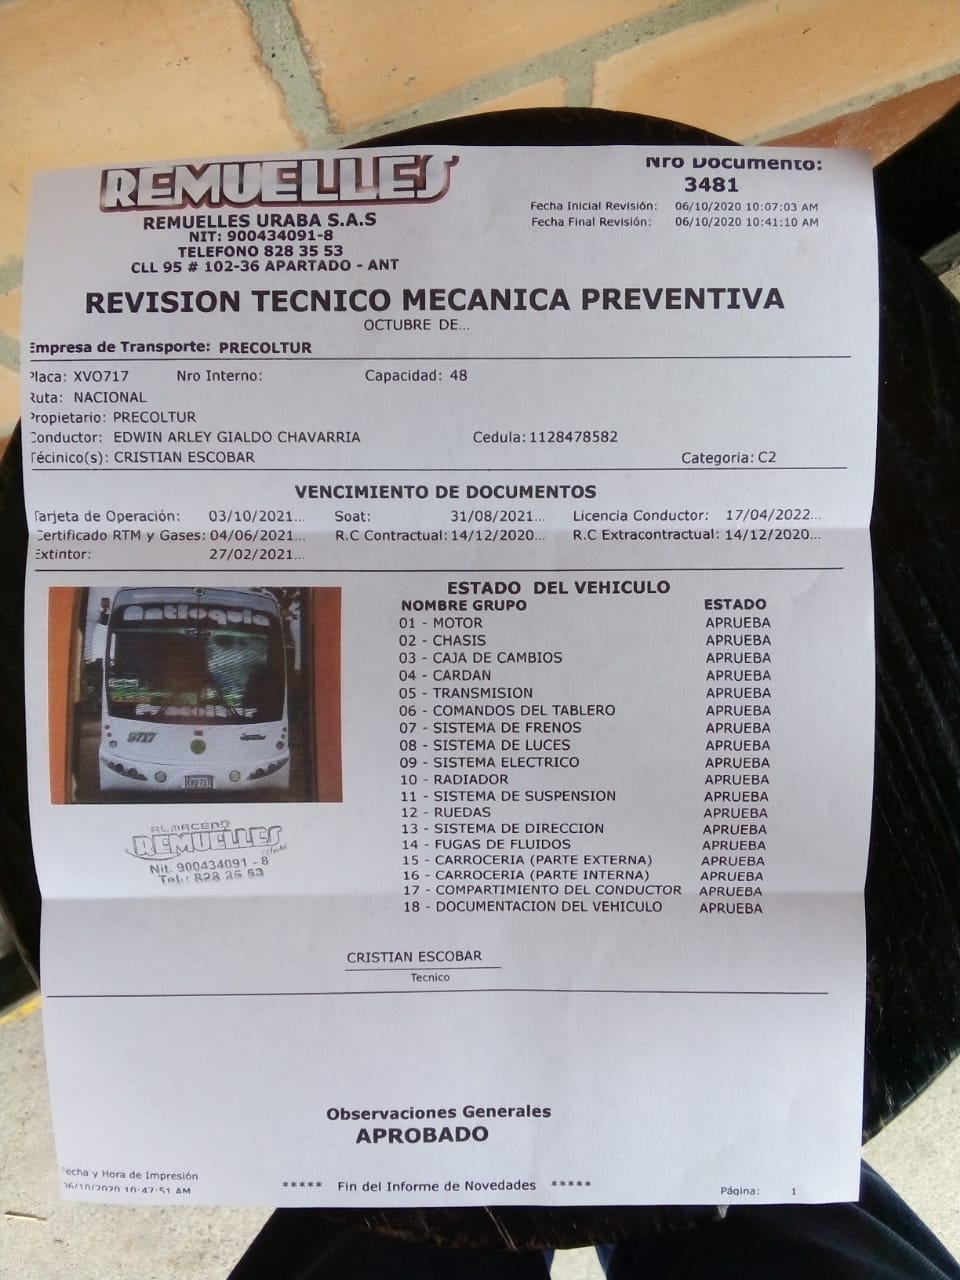 REMUELLES
REMUELLES URABA S.A.S
NIT: 900434091-8
TELEFONO 828 35 53
CLL 95 # 102-36 APARTADO - ANT
Nro Documento:
3481
Fecha Inicial Revisión: 06/10/2020 10:07:03 AM
Fecha Final Revisión: 06/10/2020 10:41:10 AM
REVISION TECNICO MECANICA PREVENTIVA
OCTUBRE DE...
Empresa de Transporte: PRECOLTUR
Placa: XVO717 Nro Interno: Capacidad: 48
Ruta: NACIONAL
Propietario: PRECOLTUR
Conductor: EDWIN ARLEY GIALDO CHAVARRIA Cedula: 1128478582
Técinico(s): CRISTIAN ESCOBAR Categoria: C2
VENCIMIENTO DE DOCUMENTOS
Tarjeta de Operación: 03/10/2021... Soat: 31/08/2021... Licencia Conductor: 17/04/2022...
Certificado RTM y Gases: 04/06/2021... R.C Contractual: 14/12/2020... R.C Extracontractual: 14/12/2020...
Extintor: 27/02/2021...
ESTADO DEL VEHICULO
NOMBRE GRUPO ESTADO
01 - MOTOR APRUEBA
02 - CHASIS APRUEBA
03 - CAJA DE CAMBIOS APRUEBA
04 - CARDAN APRUEBA
05 - TRANSMISION APRUEBA
06 - COMANDOS DEL TABLERO APRUEBA
07 - SISTEMA DE FRENOS APRUEBA
08 - SISTEMA DE LUCES APRUEBA
09 - SISTEMA ELECTRICO APRUEBA
10 - RADIADOR APRUEBA
11 - SISTEMA DE SUSPENSION APRUEBA
12 - RUEDAS APRUEBA
13 - SISTEMA DE DIRECCION APRUEBA
14 - FUGAS DE FLUIDOS APRUEBA
15 - CARROCERIA (PARTE EXTERNA) APRUEBA
16 - CARROCERIA (PARTE INTERNA) APRUEBA
17 - COMPARTIMIENTO DEL CONDUCTOR APRUEBA
18 - DOCUMENTACION DEL VEHICULO APRUEBA
Antioquia
9717
ALMACEN
REMUELLES
Nit. 900434091 - 8
Tel.: 828 35 53
CRISTIAN ESCOBAR
Tecnico
Observaciones Generales
APROBADO
Fecha y Hora de Impresión
06/10/2020 10:47:51 AM
***** Fin del Informe de Novedades *****
Página: 1